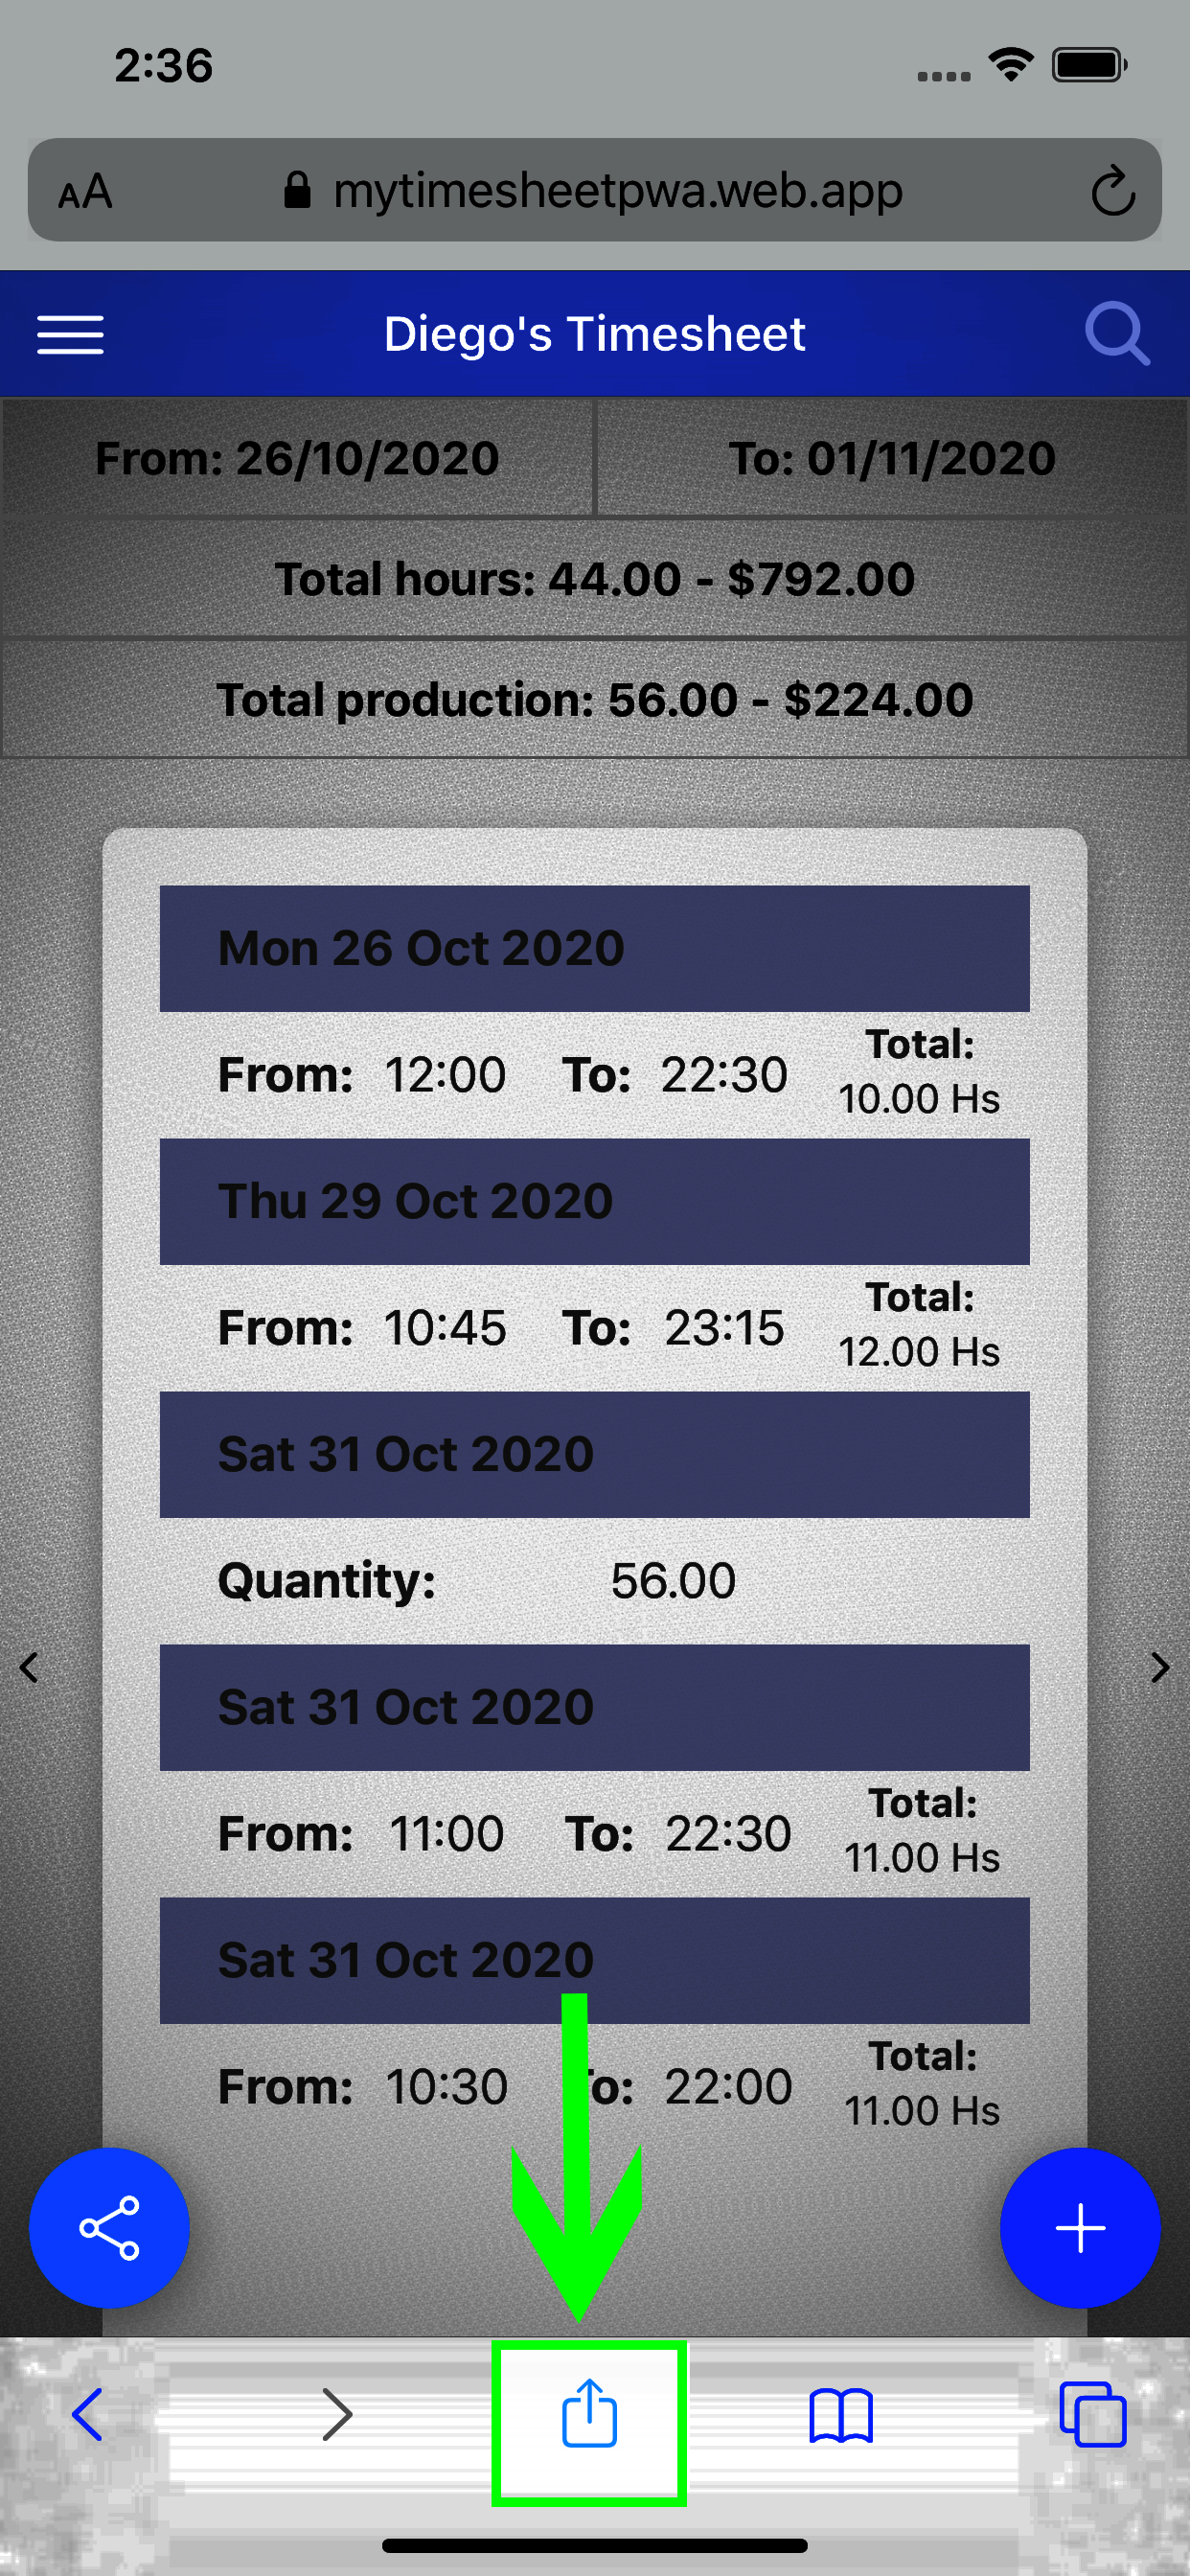 2:36
AA mytimesheetpwa.web.app
Diego's Timesheet
From: 26/10/2020 To: 01/11/2020
Total hours: 44.00 - $792.00
Total production: 56.00 - $224.00
Mon 26 Oct 2020
From: 12:00 To: 22:30 Total: 10.00 Hs
Thu 29 Oct 2020
From: 10:45 To: 23:15 Total: 12.00 Hs
Sat 31 Oct 2020
Quantity: 56.00
Sat 31 Oct 2020
From: 11:00 To: 22:30 Total: 11.00 Hs
Sat 31 Oct 2020
From: 10:30 To: 22:00 Total: 11.00 Hs